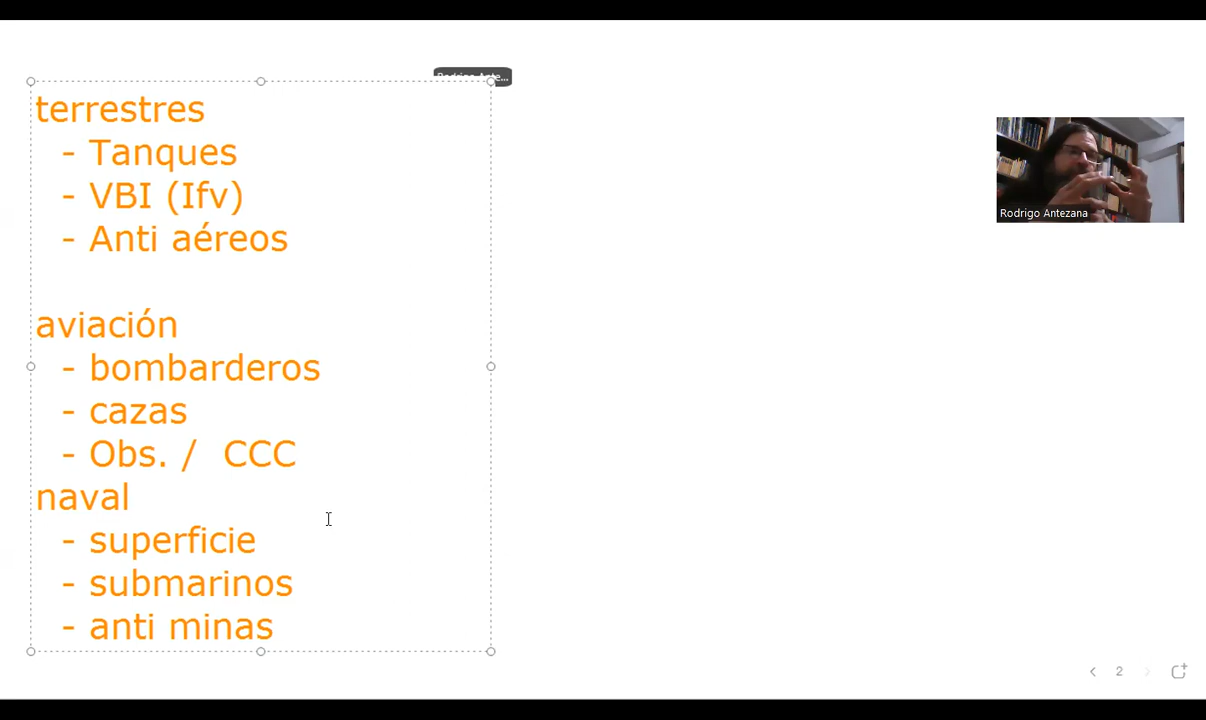 terrestres
- Tanques
- VBI (Ifv)
- Anti aéreos
aviación
- bombarderos
- cazas
- Obs. / CCC
naval
- superficie
- submarinos
- anti minas
Rodrigo Antezana
2